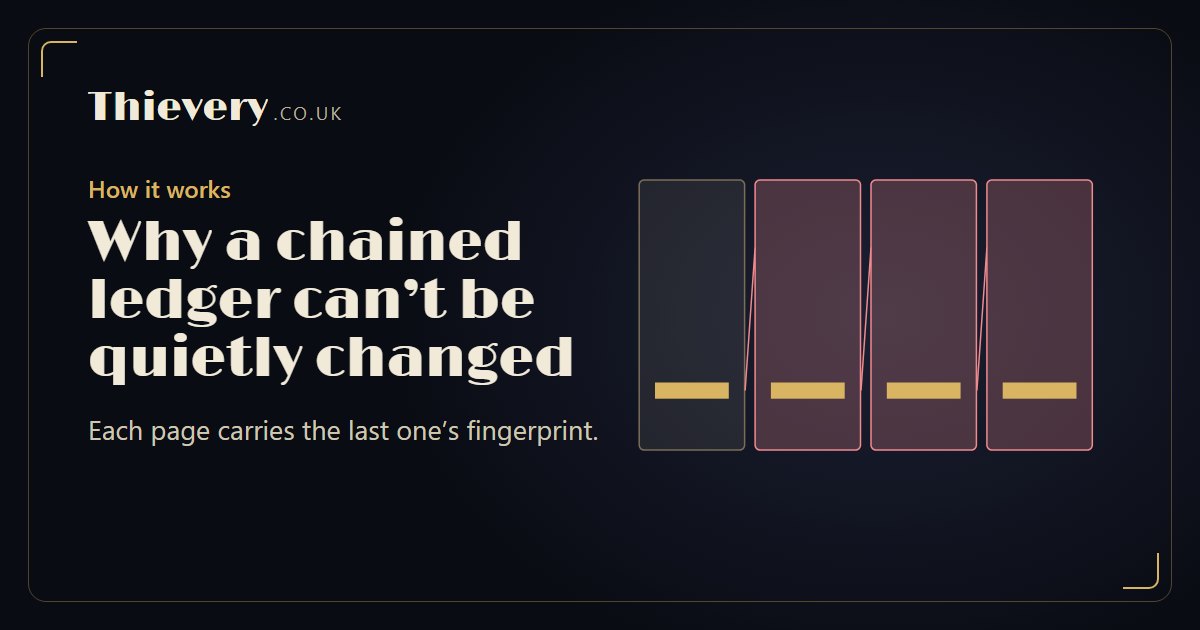 Thievery.CO.UK
How it works
Why a chained
ledger can’t be
quietly changed
Each page carries the last one’s fingerprint.